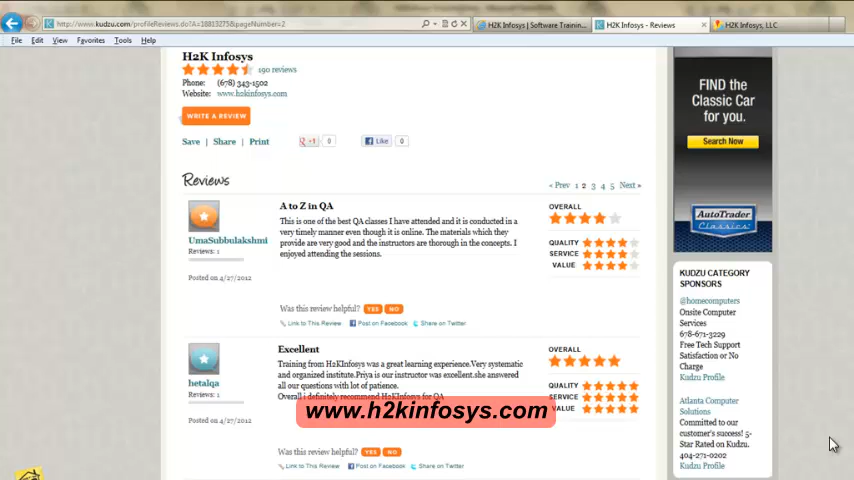 http://www.kudzu.com/profileReviews.do?A=18813275&pageNumber=2
H2K Infosys | Software Trainin...
H2K Infosys - Reviews
H2K Infosys, LLC
File Edit View Favorites Tools Help
H2K Infosys
190 reviews
Phone: (678) 343-1502
Website: www.h2kinfosys.com
WRITE A REVIEW
Save | Share | Print
+1 0
Like 0
Reviews
« Prev 1 2 3 4 5 Next »
UmaSubbulakshmi
Reviews: 1
Posted on 4/27/2012
A to Z in QA
This is one of the best QA classes I have attended and it is conducted in a
very timely manner even though it is online. The materials which they
provide are very good and the instructors are thorough in the concepts. I
enjoyed attending the sessions.
OVERALL
QUALITY
SERVICE
VALUE
Was this review helpful? YES NO
Link to This Review Post on Facebook Share on Twitter
hetalqa
Reviews: 1
Posted on 4/27/2012
Excellent
Training from H2KInfosys was a great learning experience.Very systematic
and organized institute.Priya is our instructor was excellent.she answered
all our questions with lot of patience.
Overall i definitely recommend H2KInfosys for QA
OVERALL
QUALITY
SERVICE
VALUE
www.h2kinfosys.com
Was this review helpful? YES NO
Link to This Review Post on Facebook Share on Twitter
FIND the
Classic Car
for you.
Search Now
AutoTrader
Classics
KUDZU CATEGORY
SPONSORS
@homecomputers
Onsite Computer
Services
678-671-3229
Free Tech Support
Satisfaction or No
Charge
Kudzu Profile
Atlanta Computer
Solutions
Committed to our
customer's success! 5-
Star Rated on Kudzu.
404-271-0202
Kudzu Profile